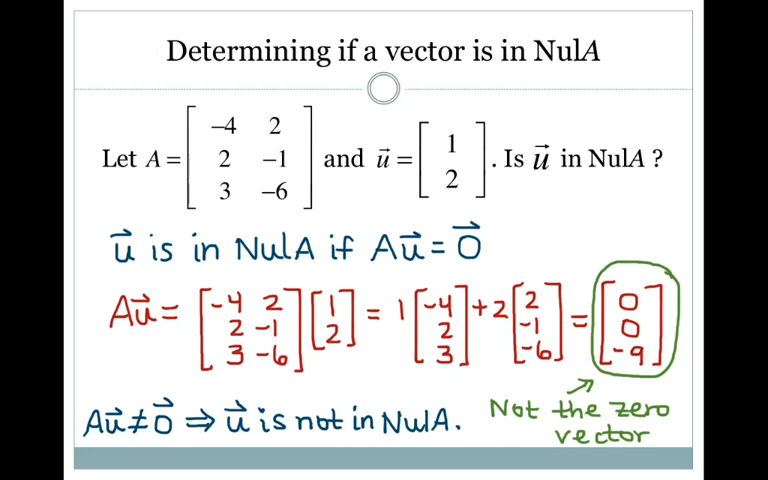 Determining if a vector is in NulA
Let A = [ −4 2 ; 2 −1 ; 3 −6 ] and u⃗ = [ 1 ; 2 ]. Is u⃗ in NulA ?
u⃗ is in NulA if Au⃗ = 0⃗
Au⃗ = [ -4 2 ; 2 -1 ; 3 -6 ] [ 1 ; 2 ] = 1 [ -4 ; 2 ; 3 ] + 2 [ 2 ; -1 ; -6 ] = [ 0 ; 0 ; -9 ]
Au⃗ ≠ 0⃗ ⇒ u⃗ is not in NulA.
Not the zero
vector